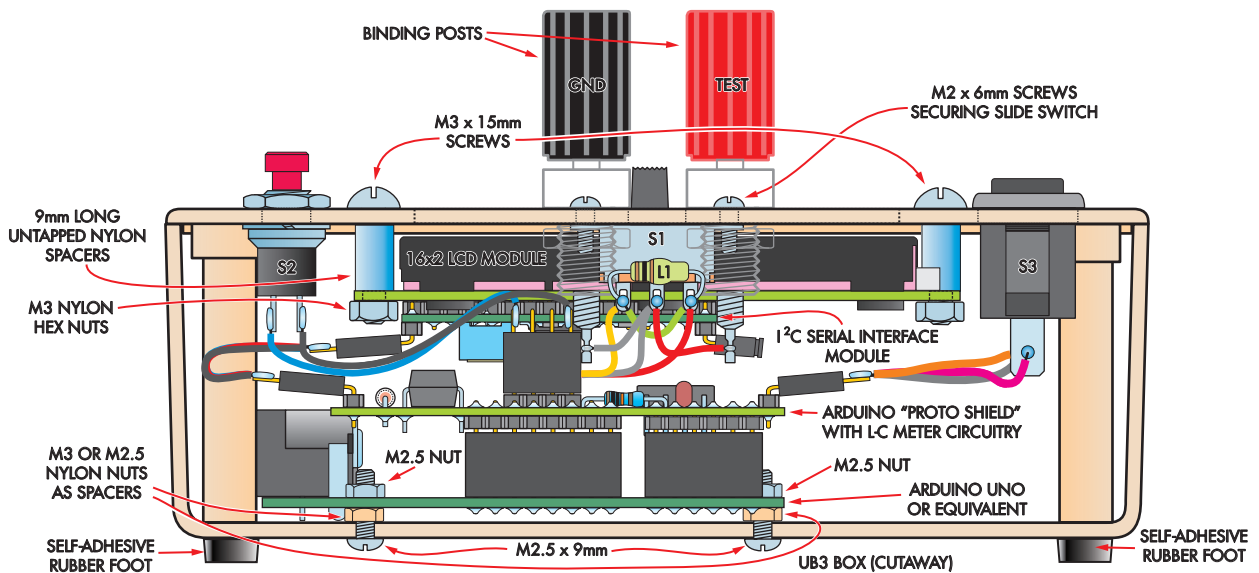 BINDING POSTS
GND
TEST
M3 x 15mm
SCREWS
M2 x 6mm SCREWS
SECURING SLIDE SWITCH
9mm LONG
UNTAPPED NYLON
SPACERS
S2
16x2 LCD MODULE
S1
L1
S3
M3 NYLON
HEX NUTS
I²C SERIAL INTERFACE
MODULE
ARDUINO “PROTO SHIELD”
WITH L-C METER CIRCUITRY
M3 OR M2.5
NYLON NUTS
AS SPACERS
M2.5 NUT
M2.5 NUT
ARDUINO UNO
OR EQUIVALENT
SELF-ADHESIVE
RUBBER FOOT
M2.5 x 9mm
UB3 BOX (CUTAWAY)
SELF-ADHESIVE
RUBBER FOOT